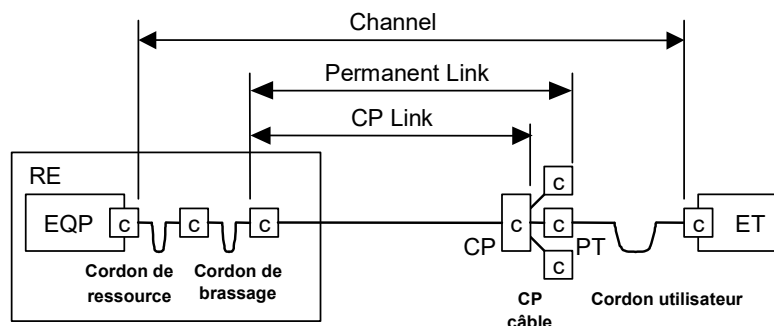 Channel
Permanent Link
CP Link
RE
EQP
C
C
C
C
C
C
C
C
ET
CP
PT
Cordon de
ressource
Cordon de
brassage
CP
câble
Cordon utilisateur